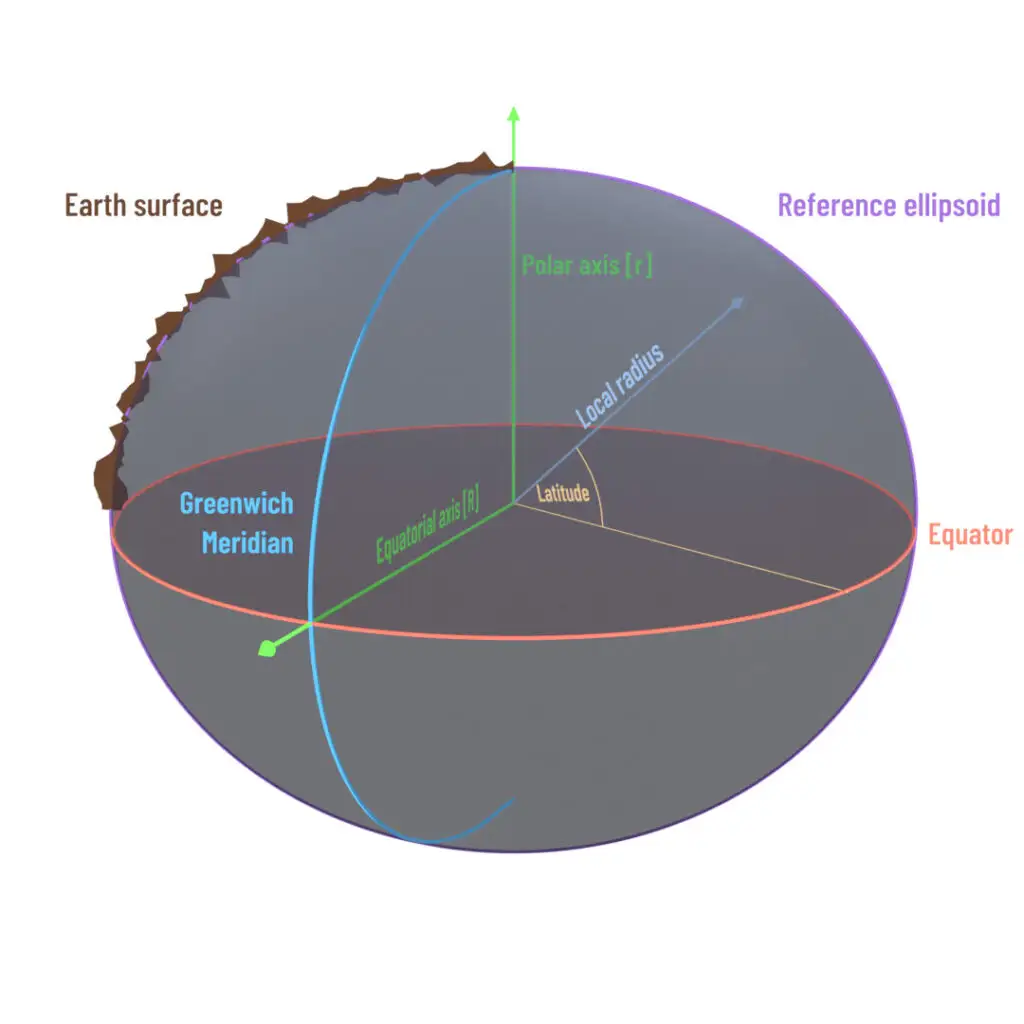 Earth surface
Reference ellipsoid
Polar axis [r]
Local radius
Latitude
Greenwich
Meridian
Equatorial axis [R]
Equator